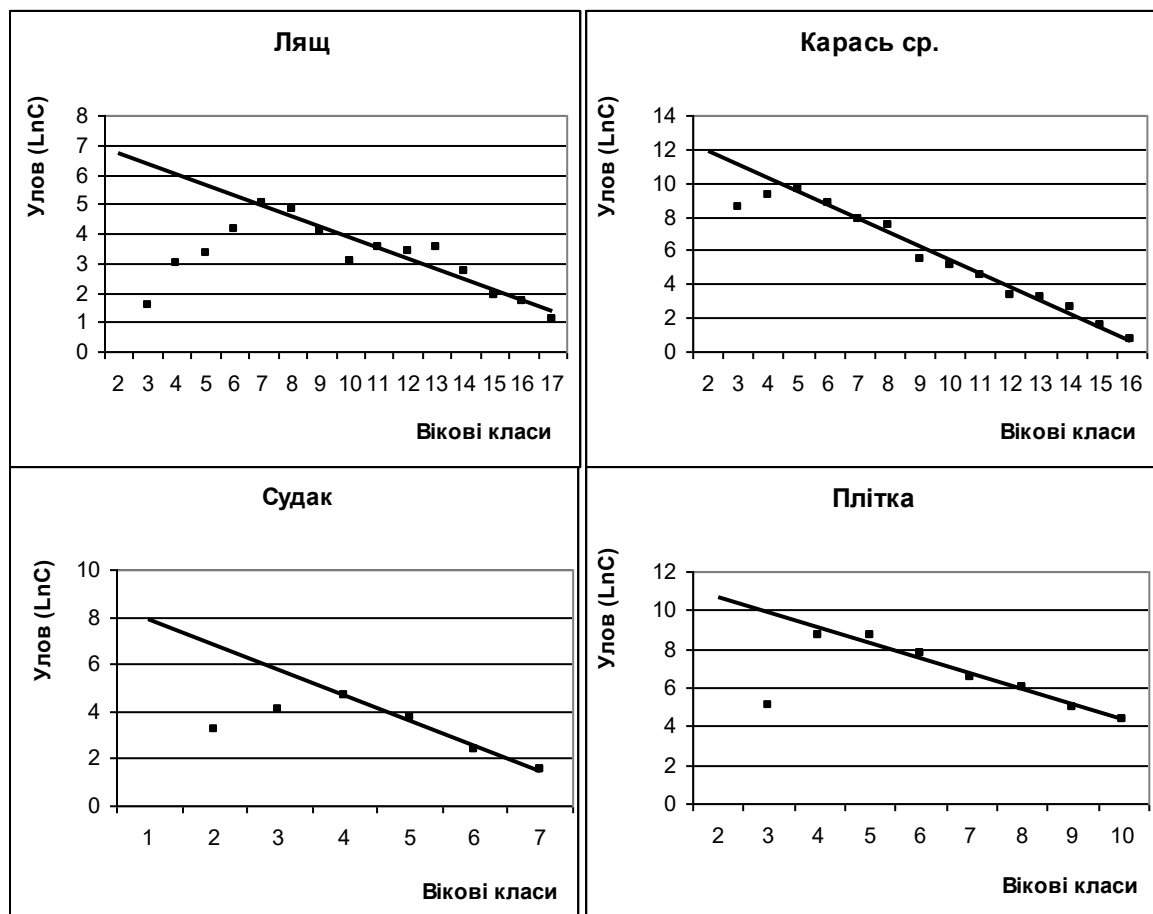 Лящ
Улов (LnC)
8
7
6
5
4
3
2
1
0
2 3 4 5 6 7 8 9 10 11 12 13 14 15 16 17
Вікові класи
Карась ср.
Улов (LnC)
14
12
10
8
6
4
2
0
2 3 4 5 6 7 8 9 10 11 12 13 14 15 16
Вікові класи
Судак
Улов (LnC)
10
8
6
4
2
0
1 2 3 4 5 6 7
Вікові класи
Плітка
Улов (LnC)
12
10
8
6
4
2
0
2 3 4 5 6 7 8 9 10
Вікові класи